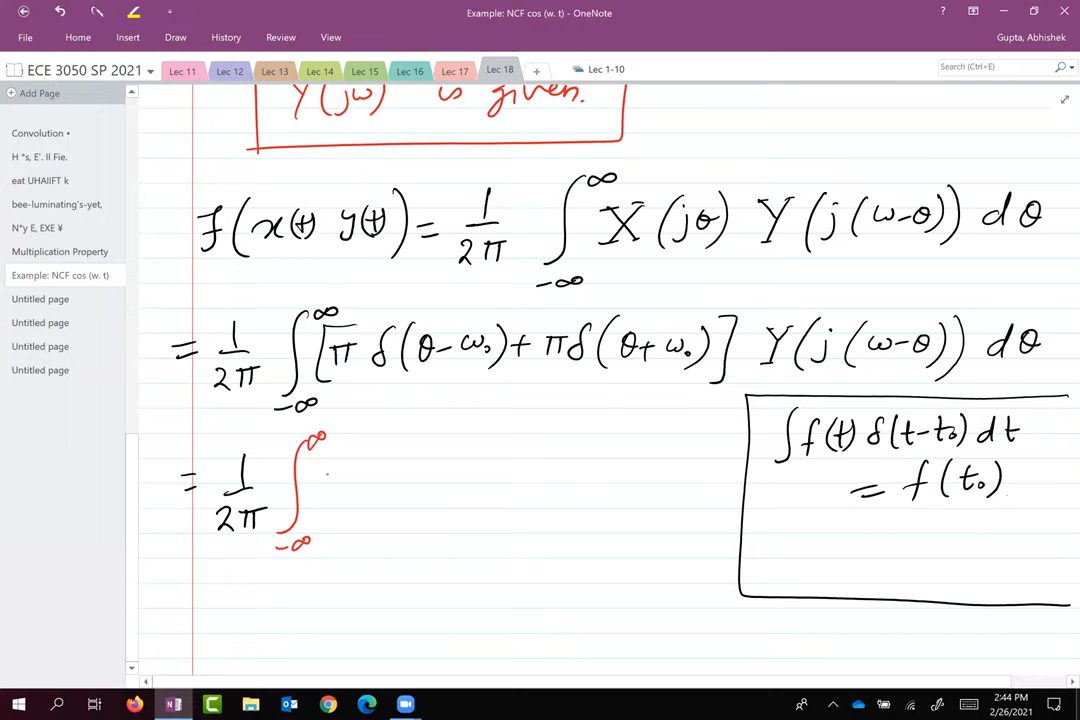 Example: NCF cos (w. t) - OneNote
?
File Home Insert Draw History Review View
Gupta, Abhishek
ECE 3050 SP 2021 Lec 11 Lec 12 Lec 13 Lec 14 Lec 15 Lec 16 Lec 17 Lec 18 + Lec 1-10 Search (Ctrl+E)
Add Page
Convolution •
H *s, E'. II Fie.
eat UHAIIFT k
bee-luminating's-yet,
N*y E, EXE ¥
Multiplication Property
Example: NCF cos (w. t)
Untitled page
Untitled page
Untitled page
Untitled page
Y(jω) is given.
F(x(t) y(t)) = 1/2π ∫_{-∞}^{∞} X(jθ) Y(j(ω-θ)) dθ
= 1/2π ∫_{-∞}^{∞} [π δ(θ-ω₀) + πδ(θ+ω₀)] Y(j(ω-θ)) dθ
∫f(t) δ(t-t₀) dt
= f(t₀)
= 1/2π ∫_{-∞}^{∞}
2:44 PM
2/26/2021